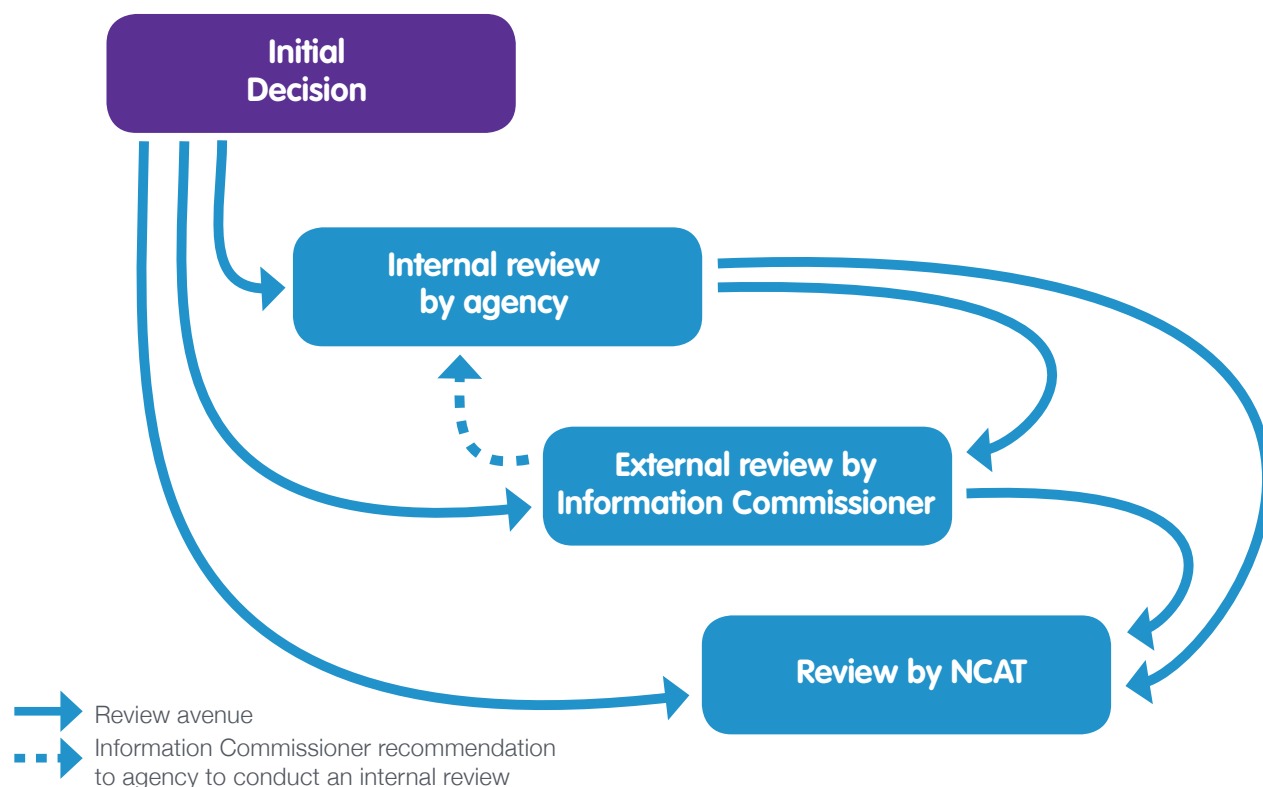 Initial
Decision
Internal review
by agency
External review by
Information Commissioner
Review by NCAT
Review avenue
Information Commissioner recommendation
to agency to conduct an internal review